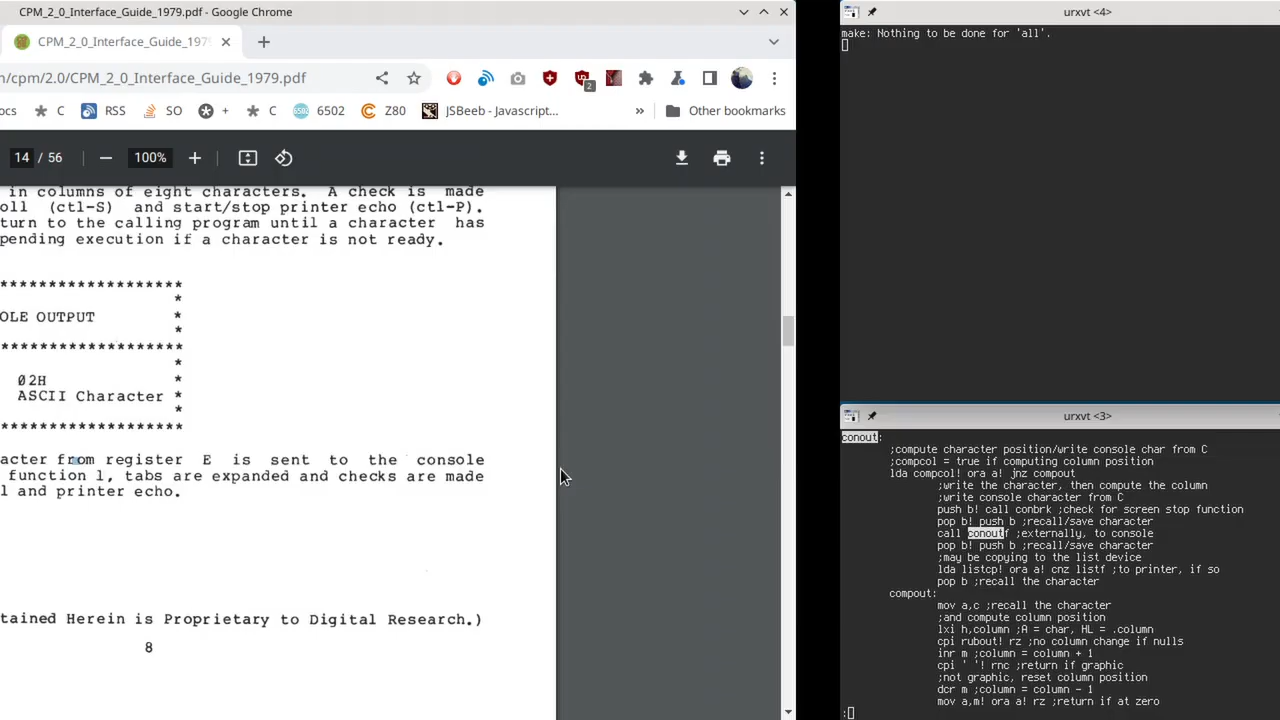 CPM_2_0_Interface_Guide_1979.pdf - Google Chrome
CPM_2_0_Interface_Guide_1979
n/cpm/2.0/CPM_2_0_Interface_Guide_1979.pdf
2
ocs
C
RSS
SO
+
C
6502
Z80
JSBeeb - Javascript...
»
Other bookmarks
14 / 56
100%
in columns of eight characters. A check is made
oll (ctl-S) and start/stop printer echo (ctl-P).
turn to the calling program until a character has
pending execution if a character is not ready.
*******************
*
OLE OUTPUT *
*
*******************
*
02H *
ASCII Character *
*
*******************
acter from register E is sent to the console
function 1, tabs are expanded and checks are made
l and printer echo.
tained Herein is Proprietary to Digital Research.)
8
urxvt <4>
make: Nothing to be done for 'all'.
urxvt <3>
conout:
;compute character position/write console char from C
;compcol = true if computing column position
lda compcol! ora a! jnz compout
;write the character, then compute the column
;write console character from C
push b! call conbrk ;check for screen stop function
pop b! push b ;recall/save character
call conoutf ;externally, to console
pop b! push b ;recall/save character
;may be copying to the list device
lda listcp! ora a! cnz listf ;to printer, if so
pop b ;recall the character
compout:
mov a,c ;recall the character
;and compute column position
lxi h,column ;A = char, HL = .column
cpi rubout! rz ;no column change if nulls
inr m ;column = column + 1
cpi ' '! rnc ;return if graphic
;not graphic, reset column position
dcr m ;column = column - 1
mov a,m! ora a! rz ;return if at zero
: